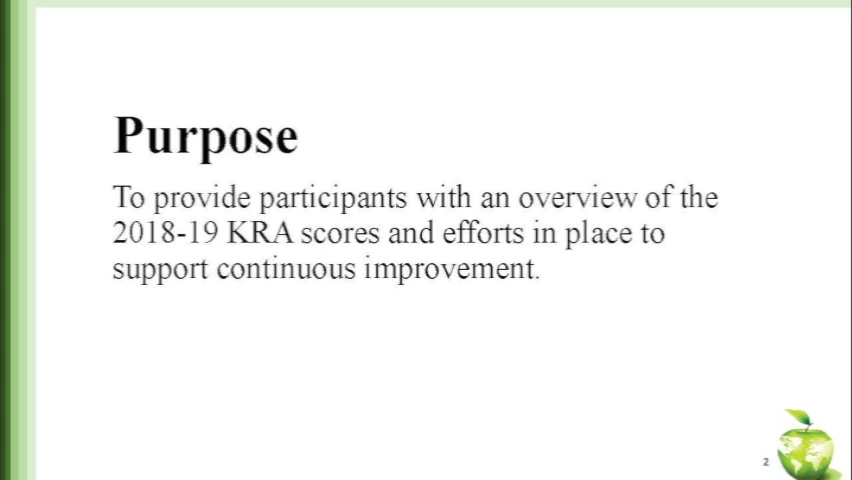 Purpose
To provide participants with an overview of the
2018-19 KRA scores and efforts in place to
support continuous improvement.
2